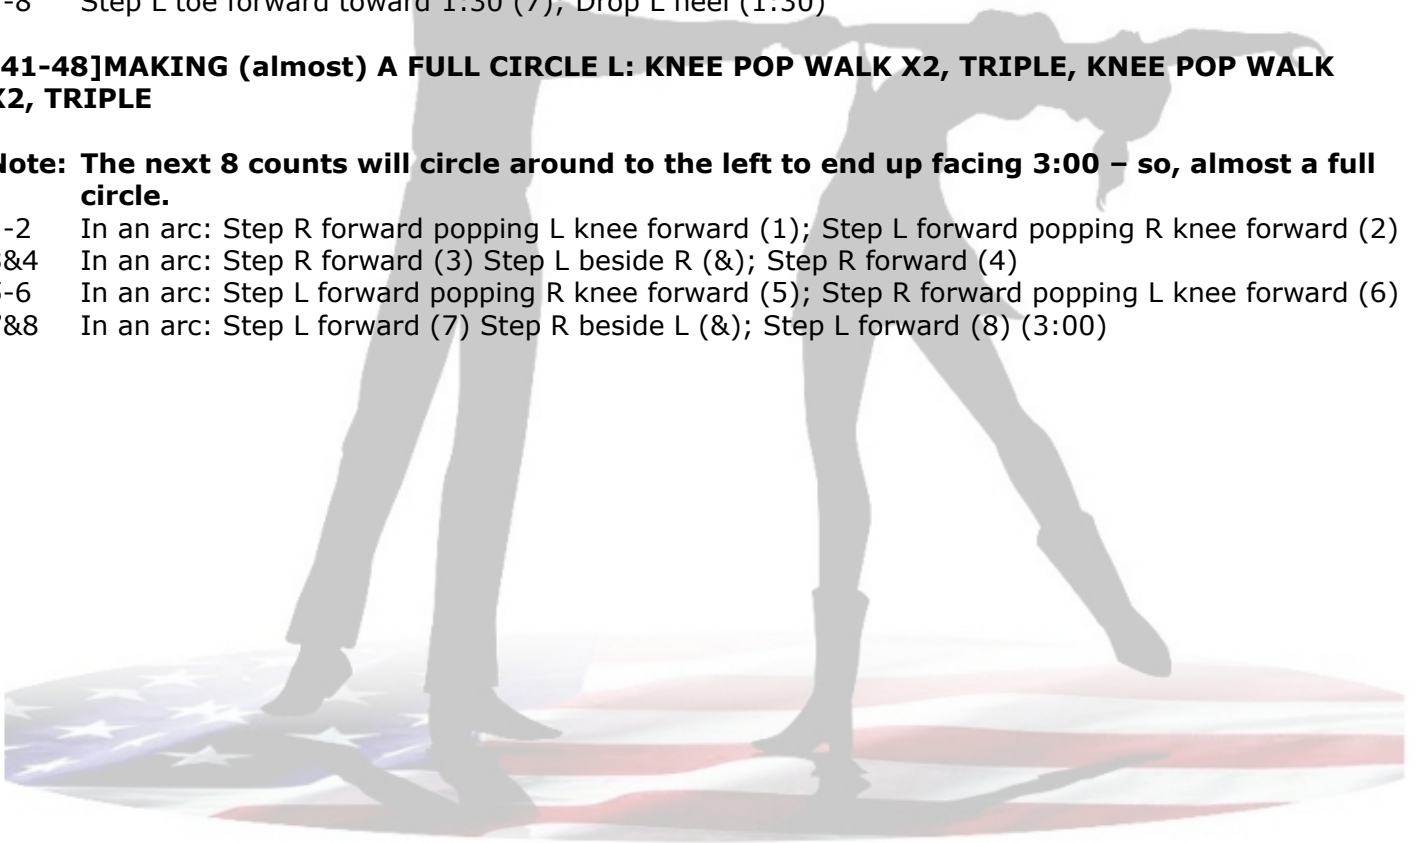 -8 Step L toe forward toward 1:30 (7); Drop L heel (1:30)
41-48]MAKING (almost) A FULL CIRCLE L: KNEE POP WALK X2, TRIPLE, KNEE POP WALK
X2, TRIPLE
Note: The next 8 counts will circle around to the left to end up facing 3:00 – so, almost a full
circle.
-2 In an arc: Step R forward popping L knee forward (1); Step L forward popping R knee forward (2)
3&4 In an arc: Step R forward (3) Step L beside R (&); Step R forward (4)
5-6 In an arc: Step L forward popping R knee forward (5); Step R forward popping L knee forward (6)
7&8 In an arc: Step L forward (7) Step R beside L (&); Step L forward (8) (3:00)